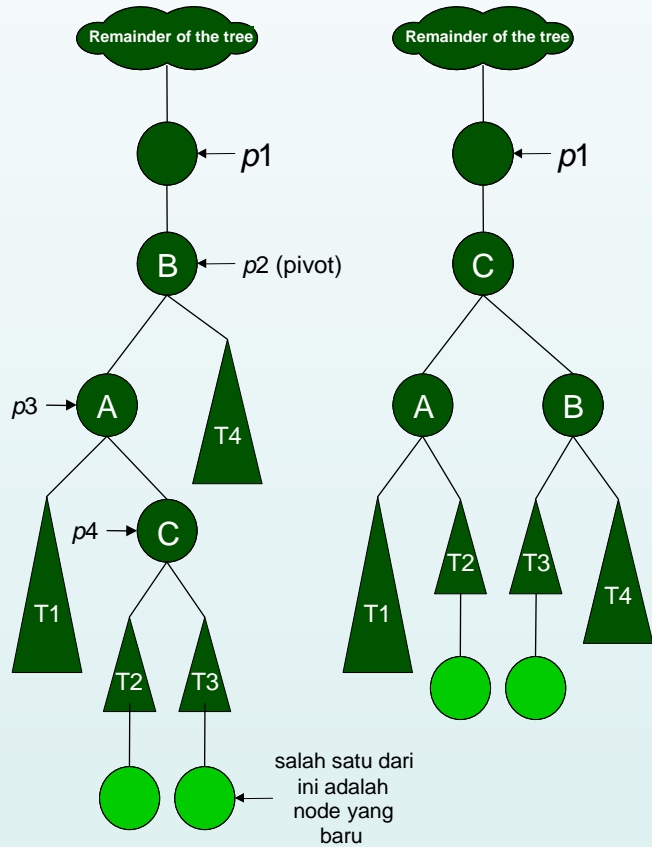 Remainder of the tree
p1
B
p2 (pivot)
p3
A
T4
p4
C
T1
T2
T3
salah satu dari
ini adalah
node yang
baru
Remainder of the tree
p1
C
A
B
T2
T3
T1
T4